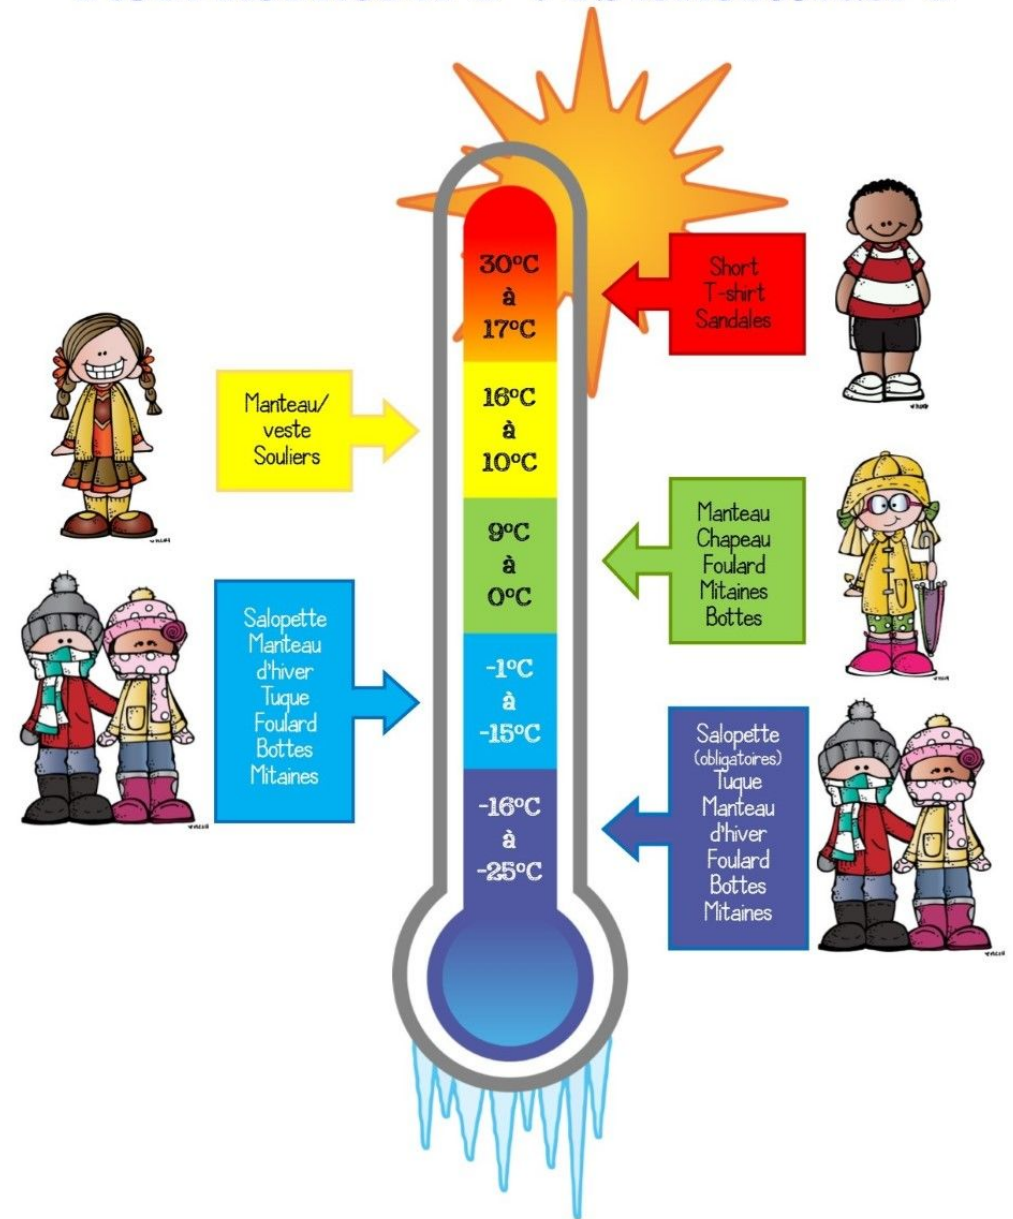 30°C
à
17°C
Short
T-shirt
Sandales
Manteau/
veste
Souliers
16°C
à
10°C
9°C
à
0°C
Manteau
Chapeau
Foulard
Mitaines
Bottes
Salopette
Manteau
d'hiver
Tuque
Foulard
Bottes
Mitaines
-1°C
à
-15°C
-16°C
à
-25°C
Salopette
(obligatoires)
Tuque
Manteau
d'hiver
Foulard
Bottes
Mitaines